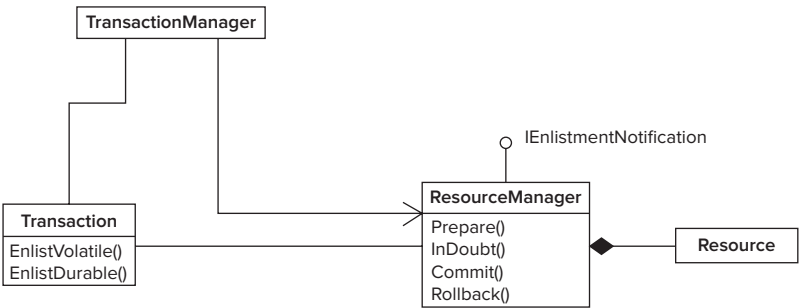 TransactionManager
IEnlistmentNotification
ResourceManager
Prepare()
InDoubt()
Commit()
Rollback()
Transaction
EnlistVolatile()
EnlistDurable()
Resource